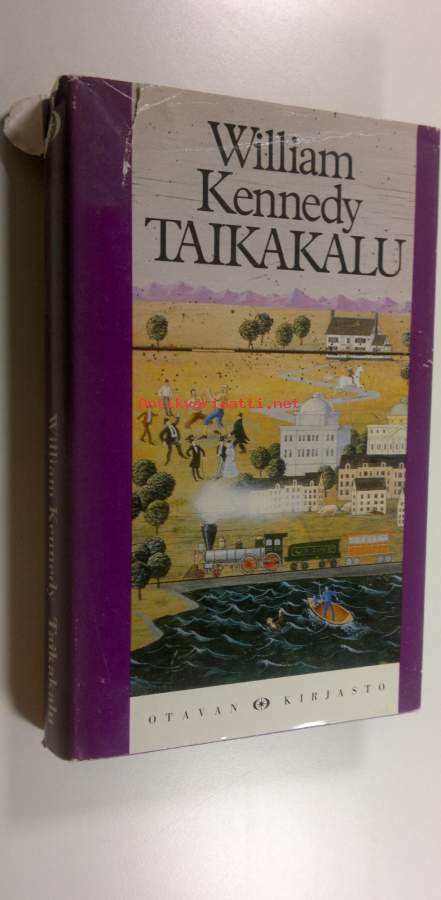 William
Kennedy
TAIKAKALU
Antikvariaatti.net
OTAVAN KIRJASTO
William Kennedy Taikakalu